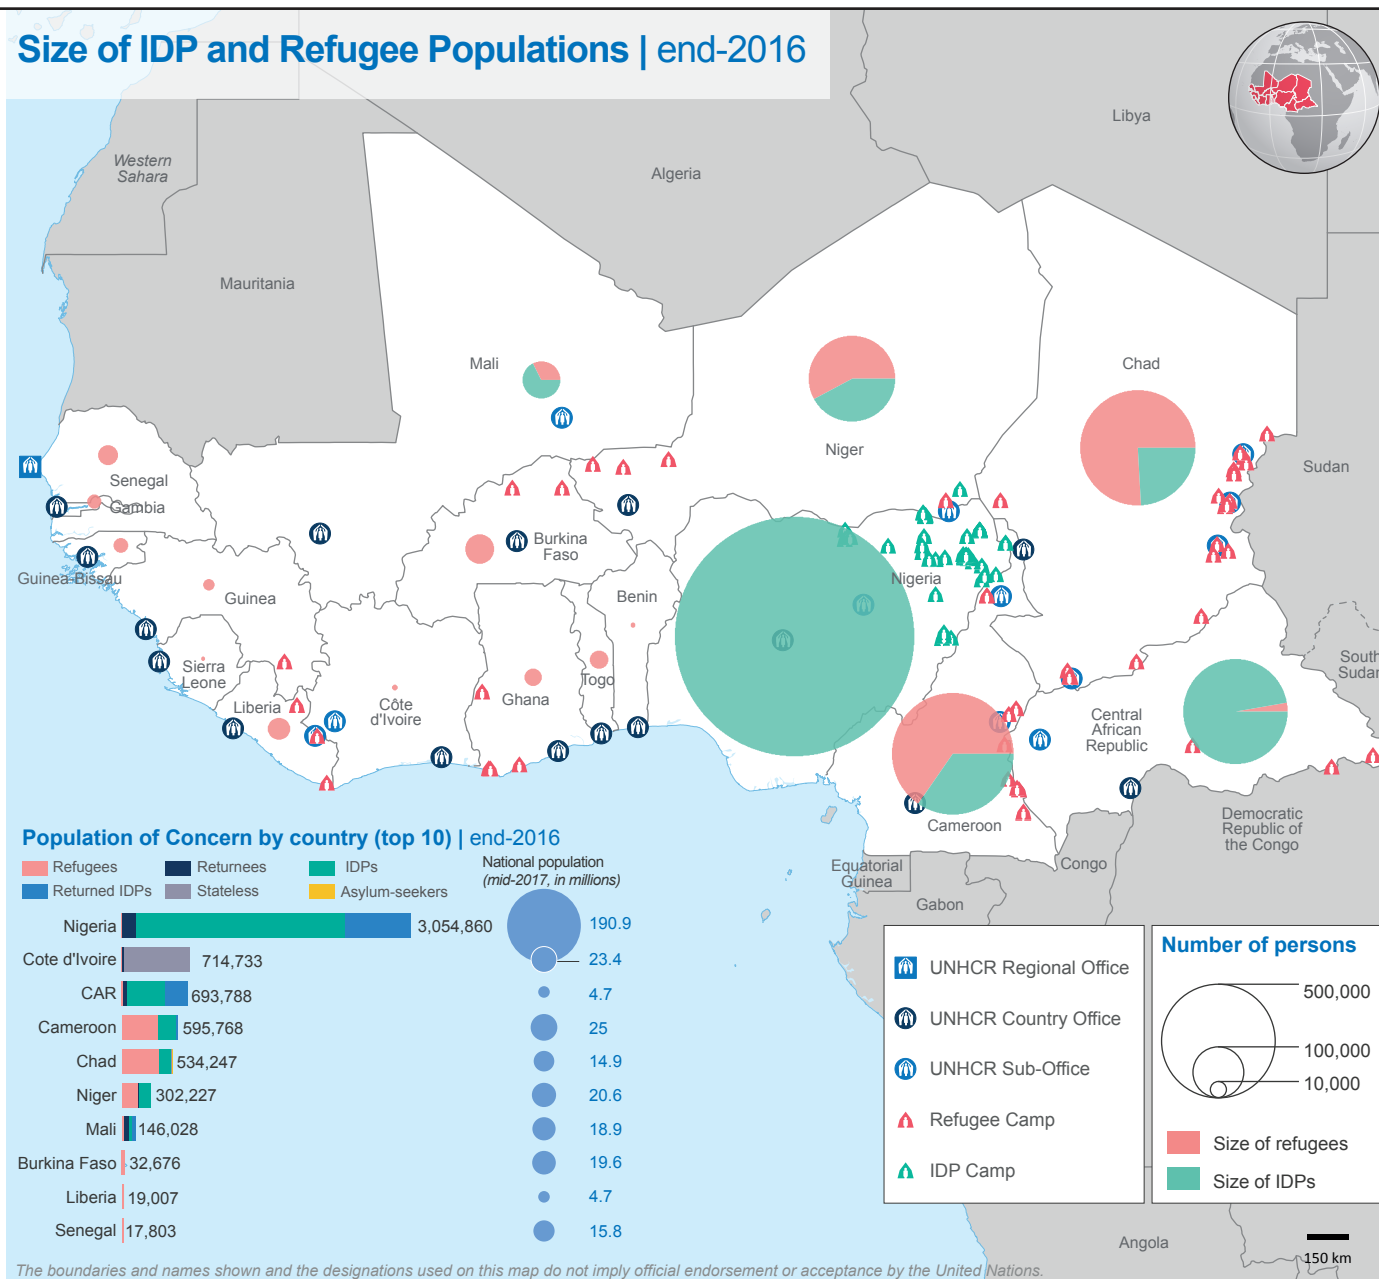 Size of IDP and Refugee Populations | end-2016
Libya
Western
Sahara
Algeria
Mauritania
Mali
Chad
Niger
Senegal
Sudan
Gambia
Burkina
Faso
Guinea-Bissau
Nigeria
Guinea
Benin
Sierra
Leone
South
Sudan
Togo
Ghana
Liberia
Côte
d'Ivoire
Central
African
Republic
Cameroon
Democratic
Republic of
the Congo
Equatorial
Guinea
Congo
Gabon
Angola
Population of Concern by country (top 10) | end-2016
Refugees
Returnees
IDPs
Returned IDPs
Stateless
Asylum-seekers
National population
(mid-2017, in millions)
Nigeria 3,054,860 190.9
Cote d'Ivoire 714,733 23.4
CAR 693,788 4.7
Cameroon 595,768 25
Chad 534,247 14.9
Niger 302,227 20.6
Mali 146,028 18.9
Burkina Faso 32,676 19.6
Liberia 19,007 4.7
Senegal 17,803 15.8
UNHCR Regional Office
UNHCR Country Office
UNHCR Sub-Office
Refugee Camp
IDP Camp
Number of persons
500,000
100,000
10,000
Size of refugees
Size of IDPs
150 km
The boundaries and names shown and the designations used on this map do not imply official endorsement or acceptance by the United Nations.